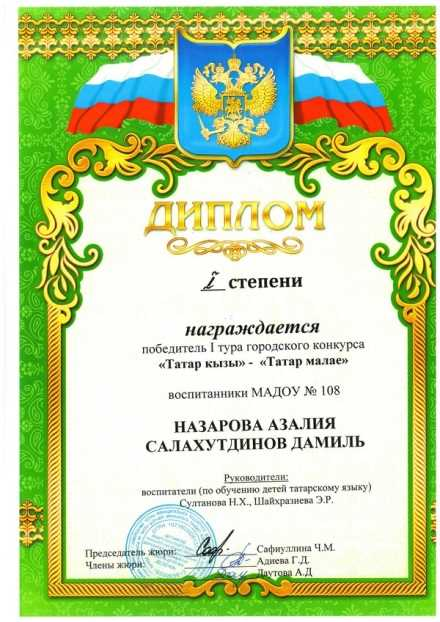 ДИПЛОМ
I степени
награждается
победитель I тура городского конкурса
«Татар кызы» - «Татар малае»
воспитанники МАДОУ № 108
НАЗАРОВА АЗАЛИЯ
САЛАХУТДИНОВ ДАМИЛЬ
Руководители:
воспитатели (по обучению детей татарскому языку)
Султанова Н.Х., Шайхразиева Э.Р.
Председатель жюри: Сафиуллина Ч.М.
Члены жюри: Адиева Г.Д.
Даутова А.Д